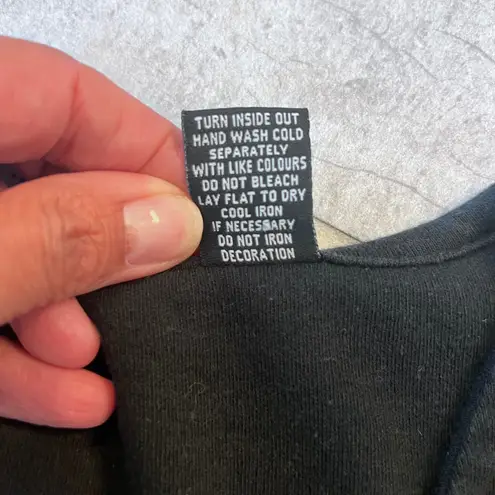 TURN INSIDE OUT
HAND WASH COLD
SEPARATELY
WITH LIKE COLOURS
DO NOT BLEACH
LAY FLAT TO DRY
COOL IRON
IF NECESSARY
DO NOT IRON
DECORATION